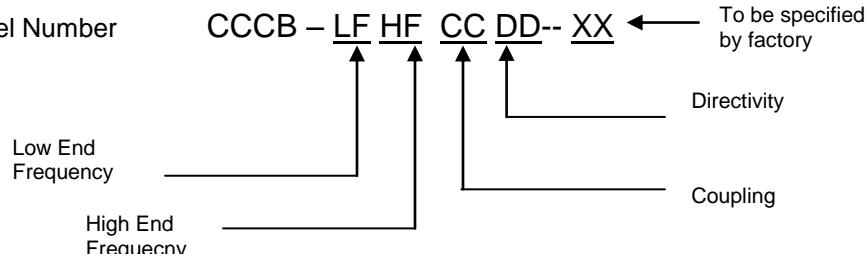 el Number CCCB – LF HF CC DD-- XX
To be specified
by factory
Directivity
Low End
Frequency
Coupling
High End
Frequecny